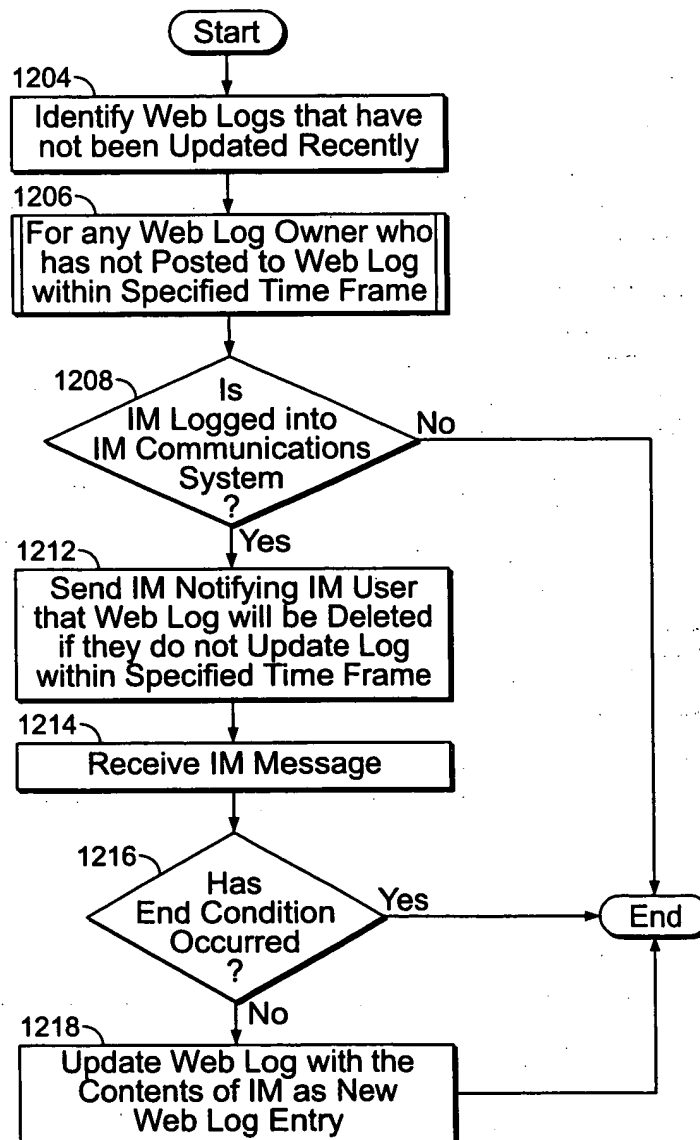 Start
1204
Identify Web Logs that have
not been Updated Recently
1206
For any Web Log Owner who
has not Posted to Web Log
within Specified Time Frame
1208
Is
IM Logged into
IM Communications
System
?
No
Yes
1212
Send IM Notifying IM User
that Web Log will be Deleted
if they do not Update Log
within Specified Time Frame
1214
Receive IM Message
1216
Has
End Condition
Occurred
?
Yes
End
No
1218
Update Web Log with the
Contents of IM as New
Web Log Entry